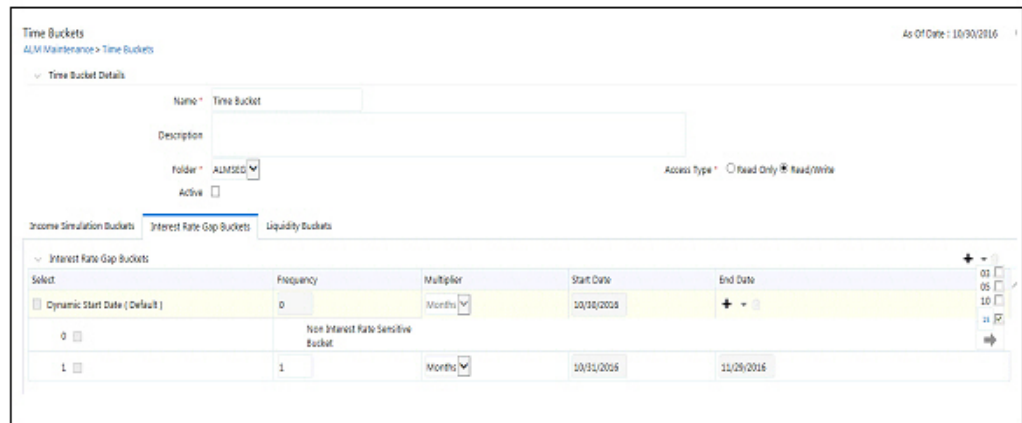 Time Buckets
As Of Date : 10/30/2016
ALM Maintenance > Time Buckets
Time Bucket Details
Name * Time Bucket
Description
Folder * ALMSEG
Access Type * Read Only Read/Write
Active
Income Simulation Buckets Interest Rate Gap Buckets Liquidity Buckets
Interest Rate Gap Buckets
Select Frequency Multiplier Start Date End Date
03
05
10
Dynamic Start Date ( Default ) 0 Months 10/30/2016
0 Non Interest Rate Sensitive
Bucket
1 1 Months 10/31/2016 11/29/2016